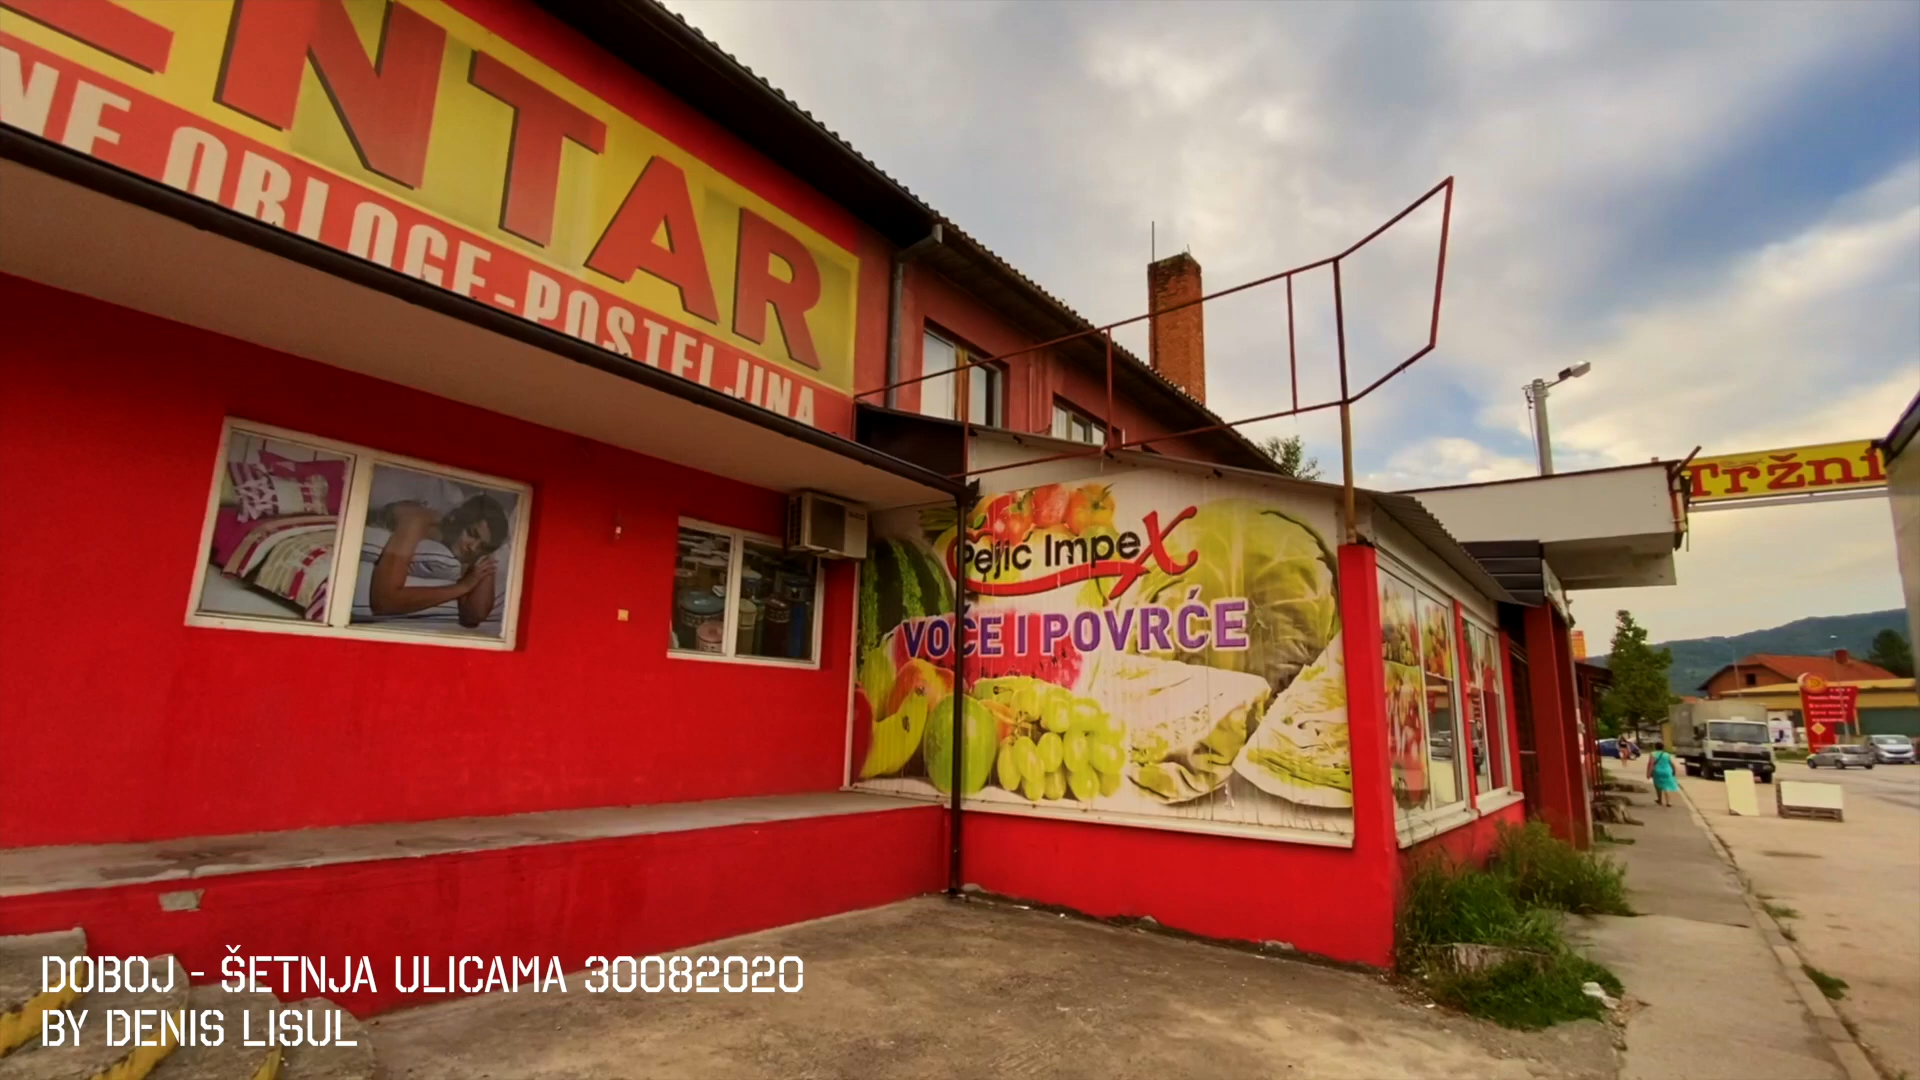 ENTAR
NE OBLOGE-POSTELJINA
Pejić Impex
VOĆE I POVRĆE
Tržni
DOBOJ - ŠETNJA ULICAMA 30082020
BY DENIS LISUL